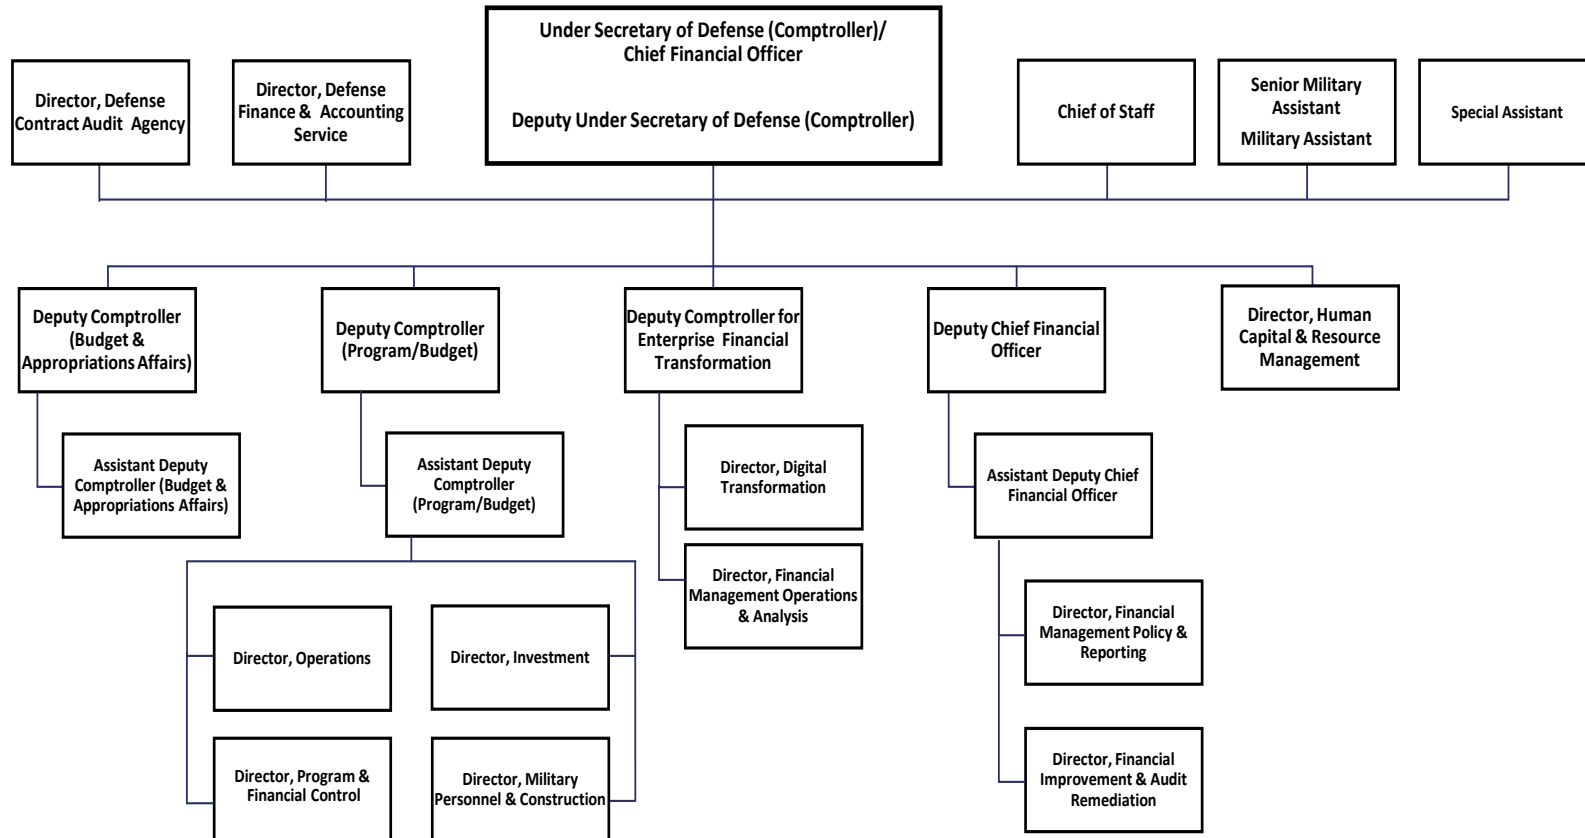 Under Secretary of Defense (Comptroller)/
Chief Financial Officer
Deputy Under Secretary of Defense (Comptroller)
Director, Defense
Contract Audit Agency
Director, Defense
Finance & Accounting
Service
Chief of Staff
Senior Military
Assistant
Military Assistant
Special Assistant
Deputy Comptroller
(Budget &
Appropriations Affairs)
Deputy Comptroller
(Program/Budget)
Deputy Comptroller for
Enterprise Financial
Transformation
Deputy Chief Financial
Officer
Director, Human
Capital & Resource
Management
Assistant Deputy
Comptroller (Budget &
Appropriations Affairs)
Assistant Deputy
Comptroller
(Program/Budget)
Director, Digital
Transformation
Assistant Deputy Chief
Financial Officer
Director, Financial
Management Operations
& Analysis
Director, Operations
Director, Investment
Director, Financial
Management Policy &
Reporting
Director, Program &
Financial Control
Director, Military
Personnel & Construction
Director, Financial
Improvement & Audit
Remediation